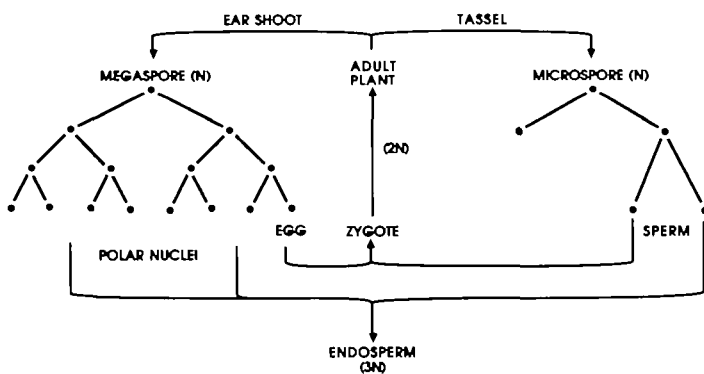 EAR SHOOT
TASSEL
MEGASPORE (N)
ADULT
PLANT
MICROSPORE (N)
(2N)
EGG
ZYGOTE
SPERM
POLAR NUCLEI
ENDOSPERM
(3N)